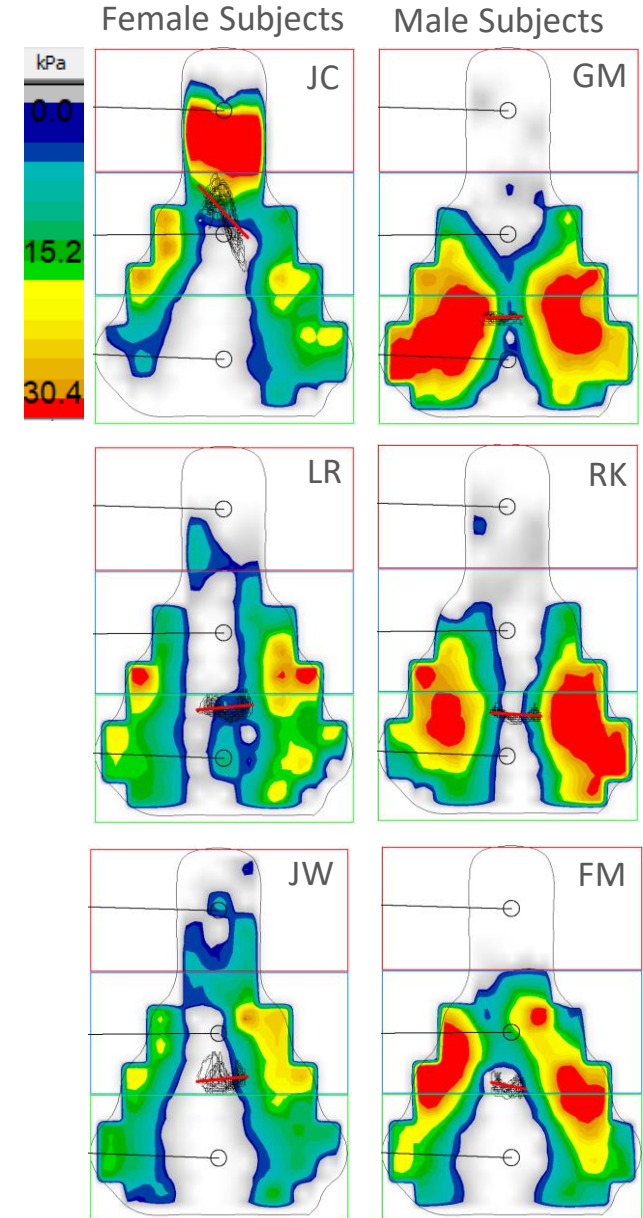 Female Subjects
Male Subjects
kPa
JC
GM
0.0
15.2
30.4
LR
RK
JW
FM